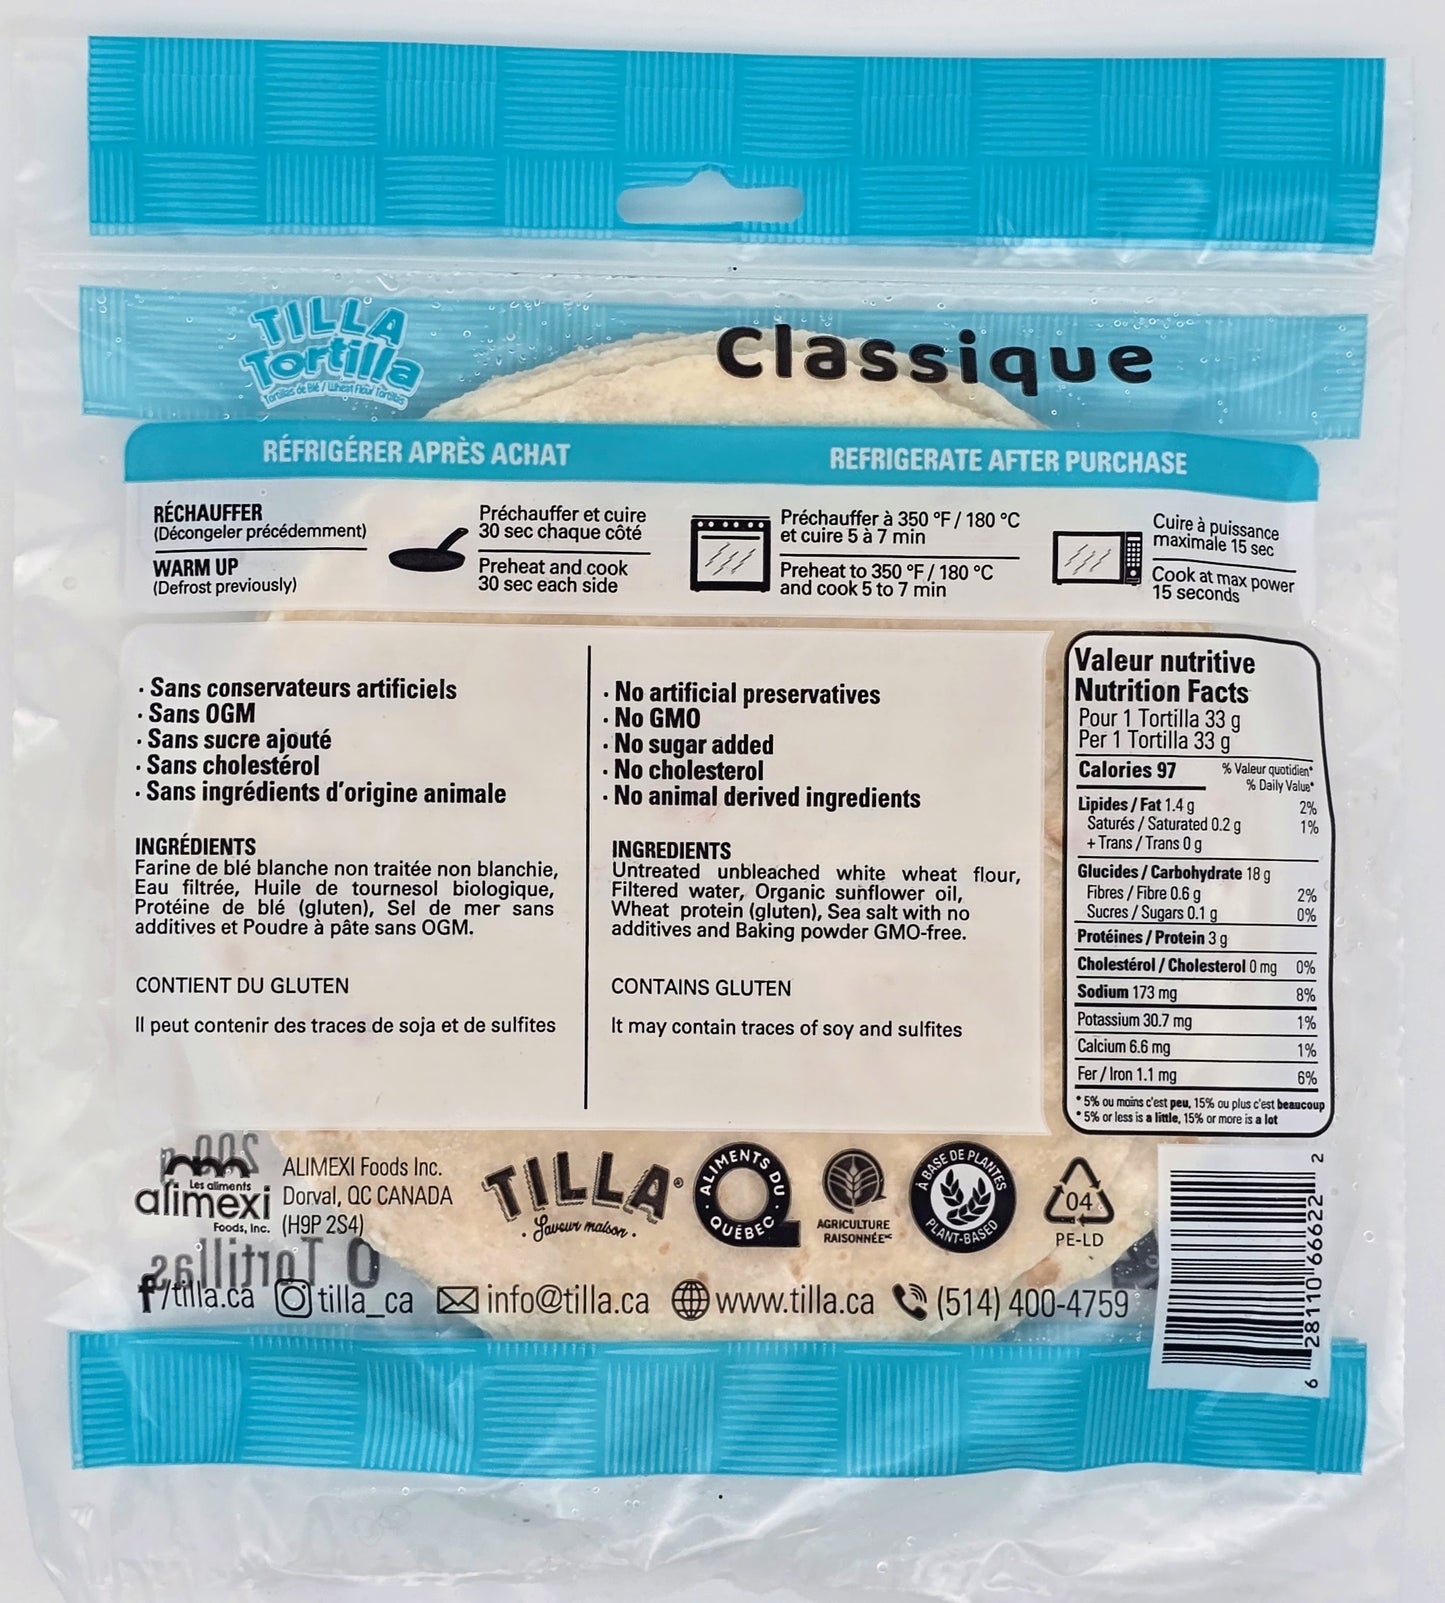 TILLA
Tortilla
Tortillas de Blé / Wheat Flour Tortillas
Classique
RÉFRIGÉRER APRÈS ACHAT
REFRIGERATE AFTER PURCHASE
RÉCHAUFFER
(Décongeler précédemment)
WARM UP
(Defrost previously)
Préchauffer et cuire
30 sec chaque côté
Preheat and cook
30 sec each side
Préchauffer à 350 °F / 180 °C
et cuire 5 à 7 min
Preheat to 350 °F / 180 °C
and cook 5 to 7 min
Cuire à puissance
maximale 15 sec
Cook at max power
15 seconds
· Sans conservateurs artificiels
· Sans OGM
· Sans sucre ajouté
· Sans cholestérol
· Sans ingrédients d'origine animale
INGRÉDIENTS
Farine de blé blanche non traitée non blanchie,
Eau filtrée, Huile de tournesol biologique,
Protéine de blé (gluten), Sel de mer sans
additives et Poudre à pâte sans OGM.
CONTIENT DU GLUTEN
Il peut contenir des traces de soja et de sulfites
· No artificial preservatives
· No GMO
· No sugar added
· No cholesterol
· No animal derived ingredients
INGREDIENTS
Untreated unbleached white wheat flour,
Filtered water, Organic sunflower oil,
Wheat protein (gluten), Sea salt with no
additives and Baking powder GMO-free.
CONTAINS GLUTEN
It may contain traces of soy and sulfites
Valeur nutritive
Nutrition Facts
Pour 1 Tortilla 33 g
Per 1 Tortilla 33 g
Calories 97
% Valeur quotidien*
% Daily Value*
Lipides / Fat 1.4 g 2%
Saturés / Saturated 0.2 g 1%
+ Trans / Trans 0 g
Glucides / Carbohydrate 18 g
Fibres / Fibre 0.6 g 2%
Sucres / Sugars 0.1 g 0%
Protéines / Protein 3 g
Cholestérol / Cholesterol 0 mg 0%
Sodium 173 mg 8%
Potassium 30.7 mg 1%
Calcium 6.6 mg 1%
Fer / Iron 1.1 mg 6%
* 5% ou moins c'est peu, 15% ou plus c'est beaucoup
* 5% or less is a little, 15% or more is a lot
Les aliments
alimexi
Foods, Inc.
ALIMEXI Foods Inc.
Dorval, QC CANADA
(H9P 2S4)
TILLA®
· Saveur maison ·
ALIMENTS DU
· QUÉBEC ·
AGRICULTURE
RAISONNÉE MC
À BASE DE PLANTES
PLANT-BASED
04
PE-LD
f/tilla.ca
tilla_ca
info@tilla.ca
www.tilla.ca
(514) 400-4759
6 28110 66622 2